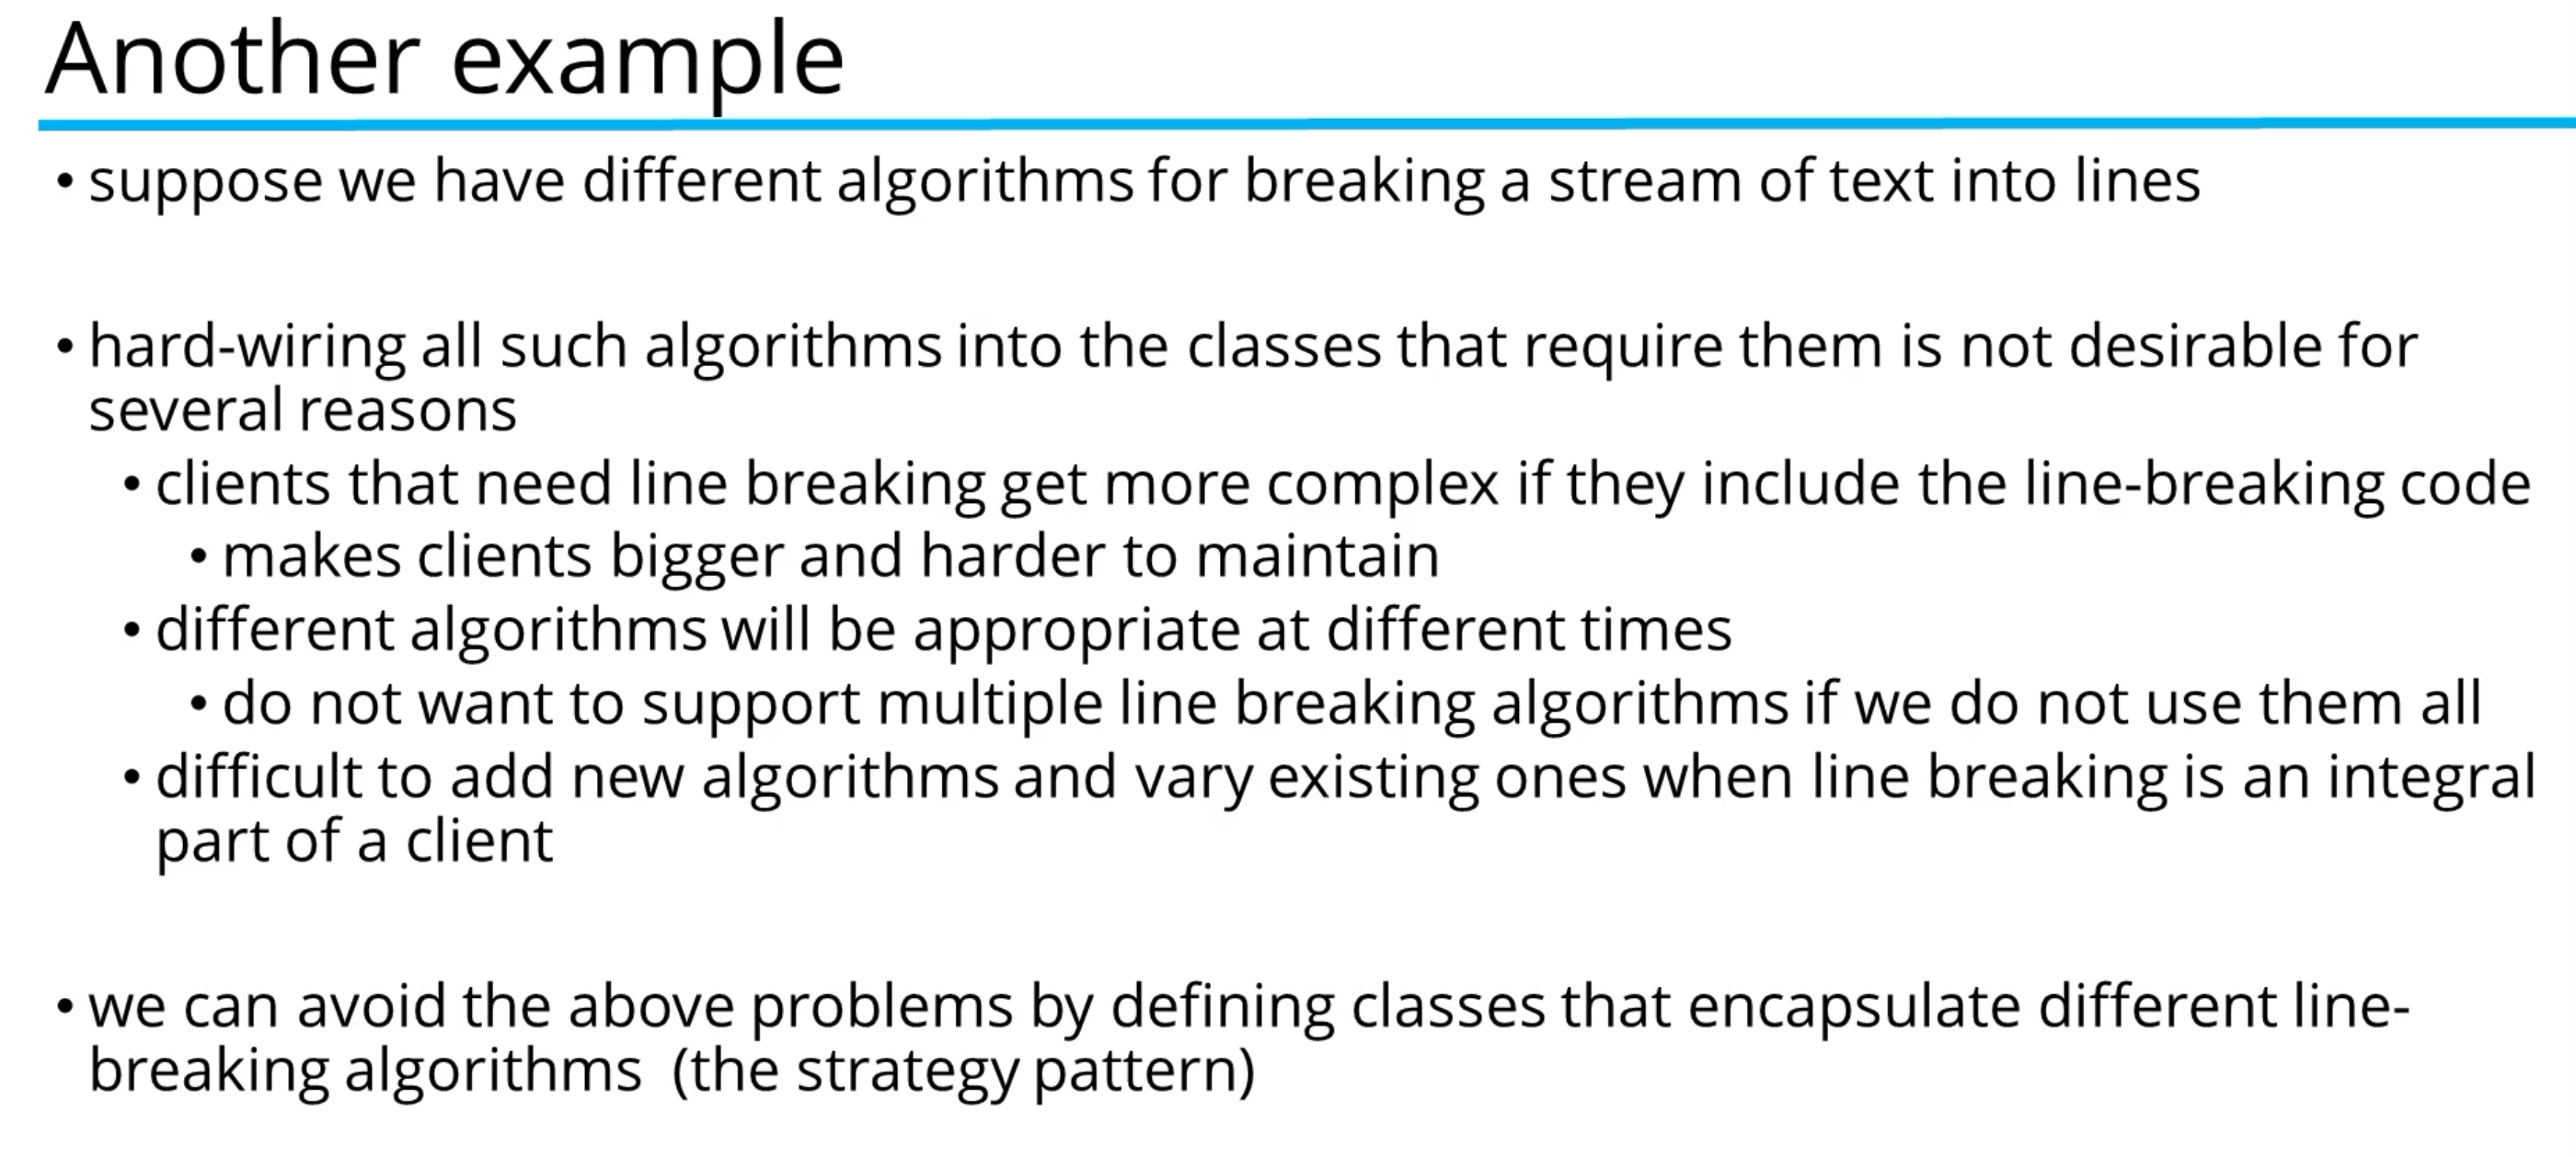 Another example
• suppose we have different algorithms for breaking a stream of text into lines
• hard-wiring all such algorithms into the classes that require them is not desirable for
several reasons
• clients that need line breaking get more complex if they include the line-breaking code
• makes clients bigger and harder to maintain
• different algorithms will be appropriate at different times
• do not want to support multiple line breaking algorithms if we do not use them all
• difficult to add new algorithms and vary existing ones when line breaking is an integral
part of a client
• we can avoid the above problems by defining classes that encapsulate different line-
breaking algorithms  (the strategy pattern)